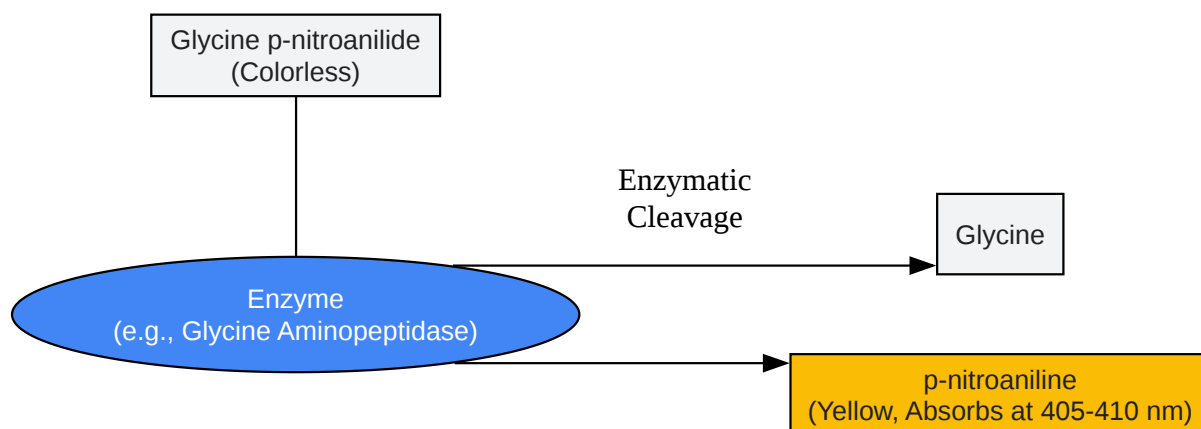 Glycine p-nitroanilide
(Colorless)
Enzymatic
Cleavage
Glycine
Enzyme
(e.g., Glycine Aminopeptidase)
p-nitroaniline
(Yellow, Absorbs at 405-410 nm)